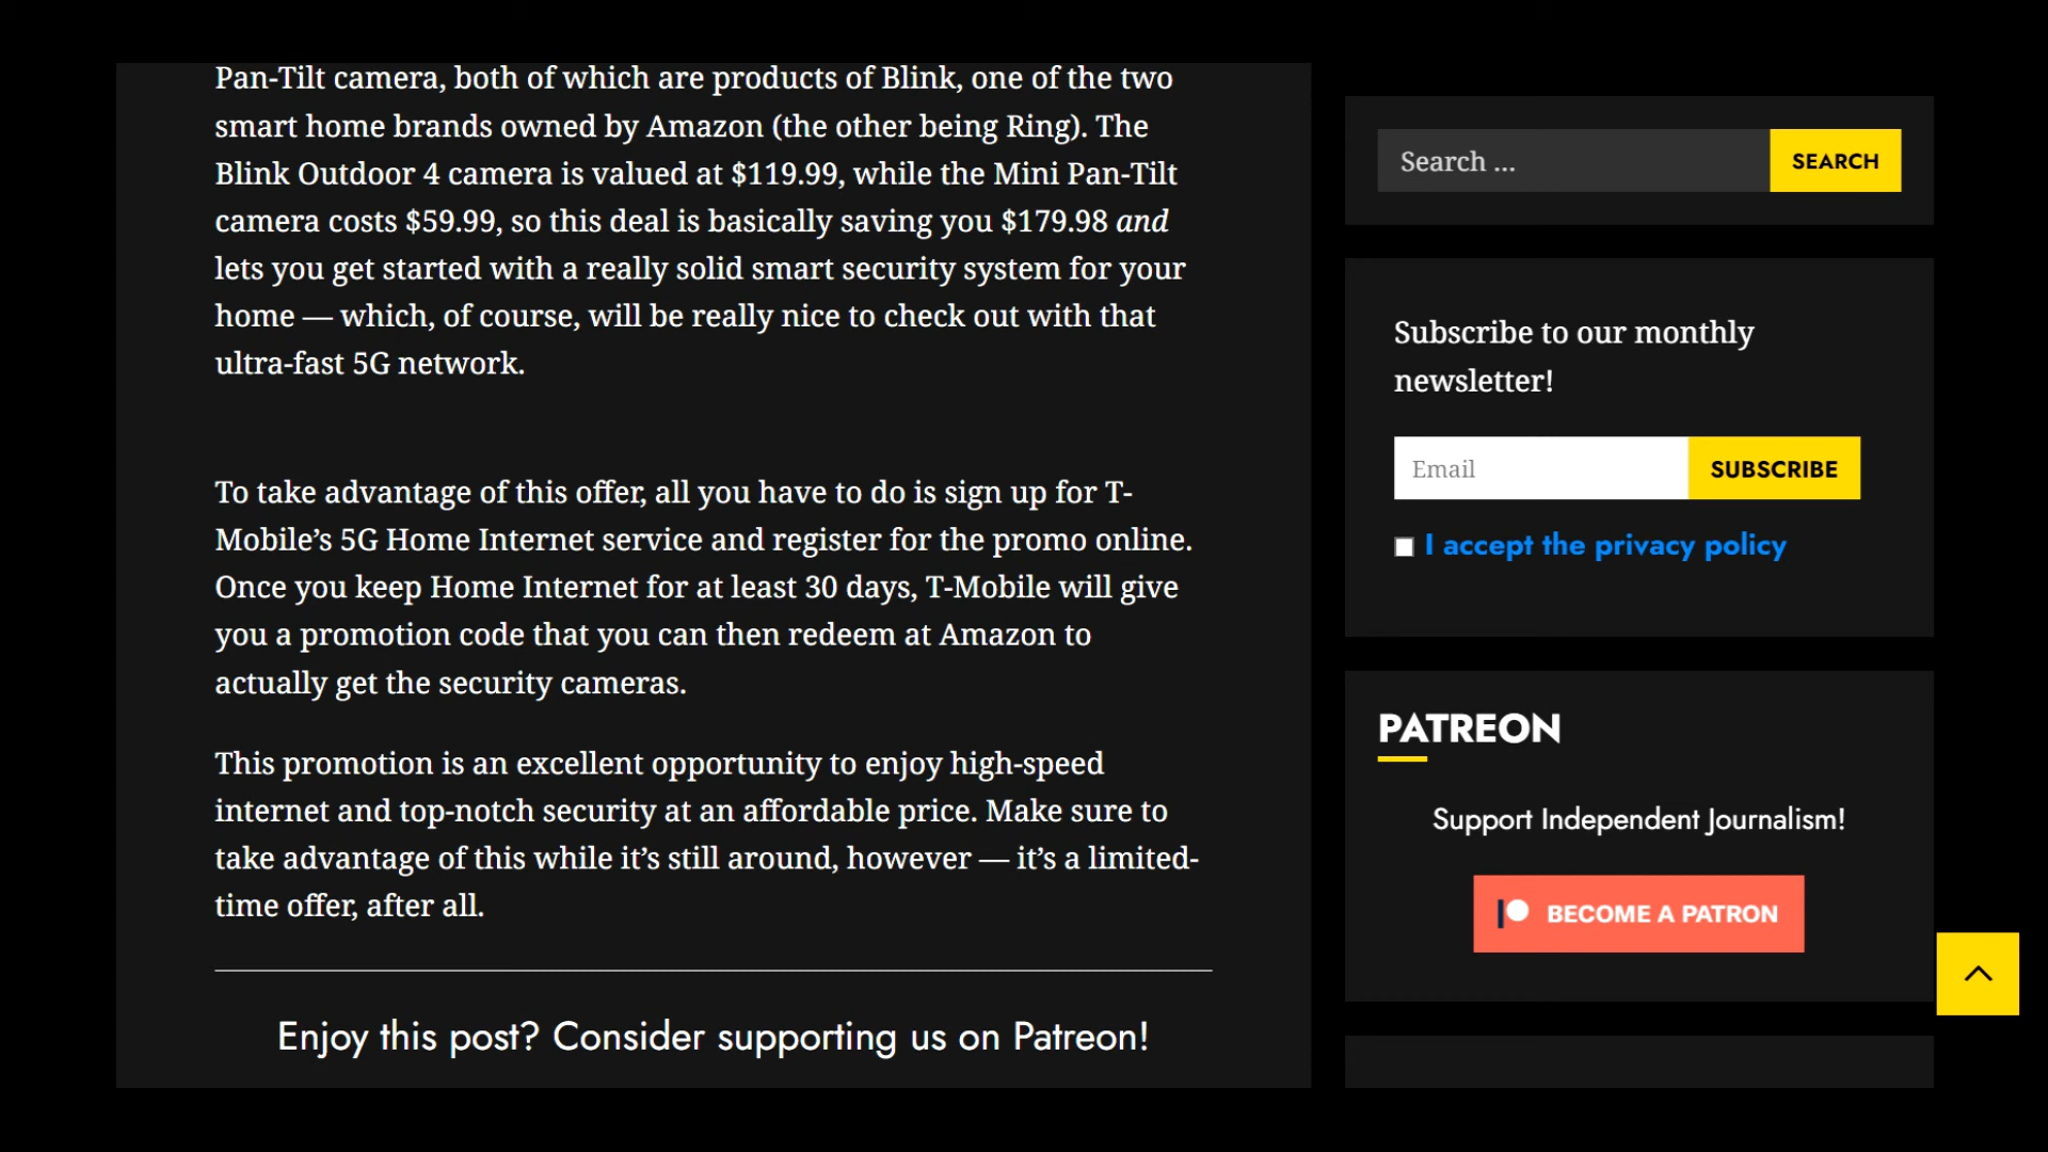 Pan-Tilt camera, both of which are products of Blink, one of the two
smart home brands owned by Amazon (the other being Ring). The
Blink Outdoor 4 camera is valued at $119.99, while the Mini Pan-Tilt
camera costs $59.99, so this deal is basically saving you $179.98 and
lets you get started with a really solid smart security system for your
home — which, of course, will be really nice to check out with that
ultra-fast 5G network.
To take advantage of this offer, all you have to do is sign up for T-
Mobile’s 5G Home Internet service and register for the promo online.
Once you keep Home Internet for at least 30 days, T-Mobile will give
you a promotion code that you can then redeem at Amazon to
actually get the security cameras.
This promotion is an excellent opportunity to enjoy high-speed
internet and top-notch security at an affordable price. Make sure to
take advantage of this while it’s still around, however — it’s a limited-
time offer, after all.
Enjoy this post? Consider supporting us on Patreon!
Search ...
SEARCH
Subscribe to our monthly
newsletter!
Email
SUBSCRIBE
I accept the privacy policy
PATREON
Support Independent Journalism!
BECOME A PATRON